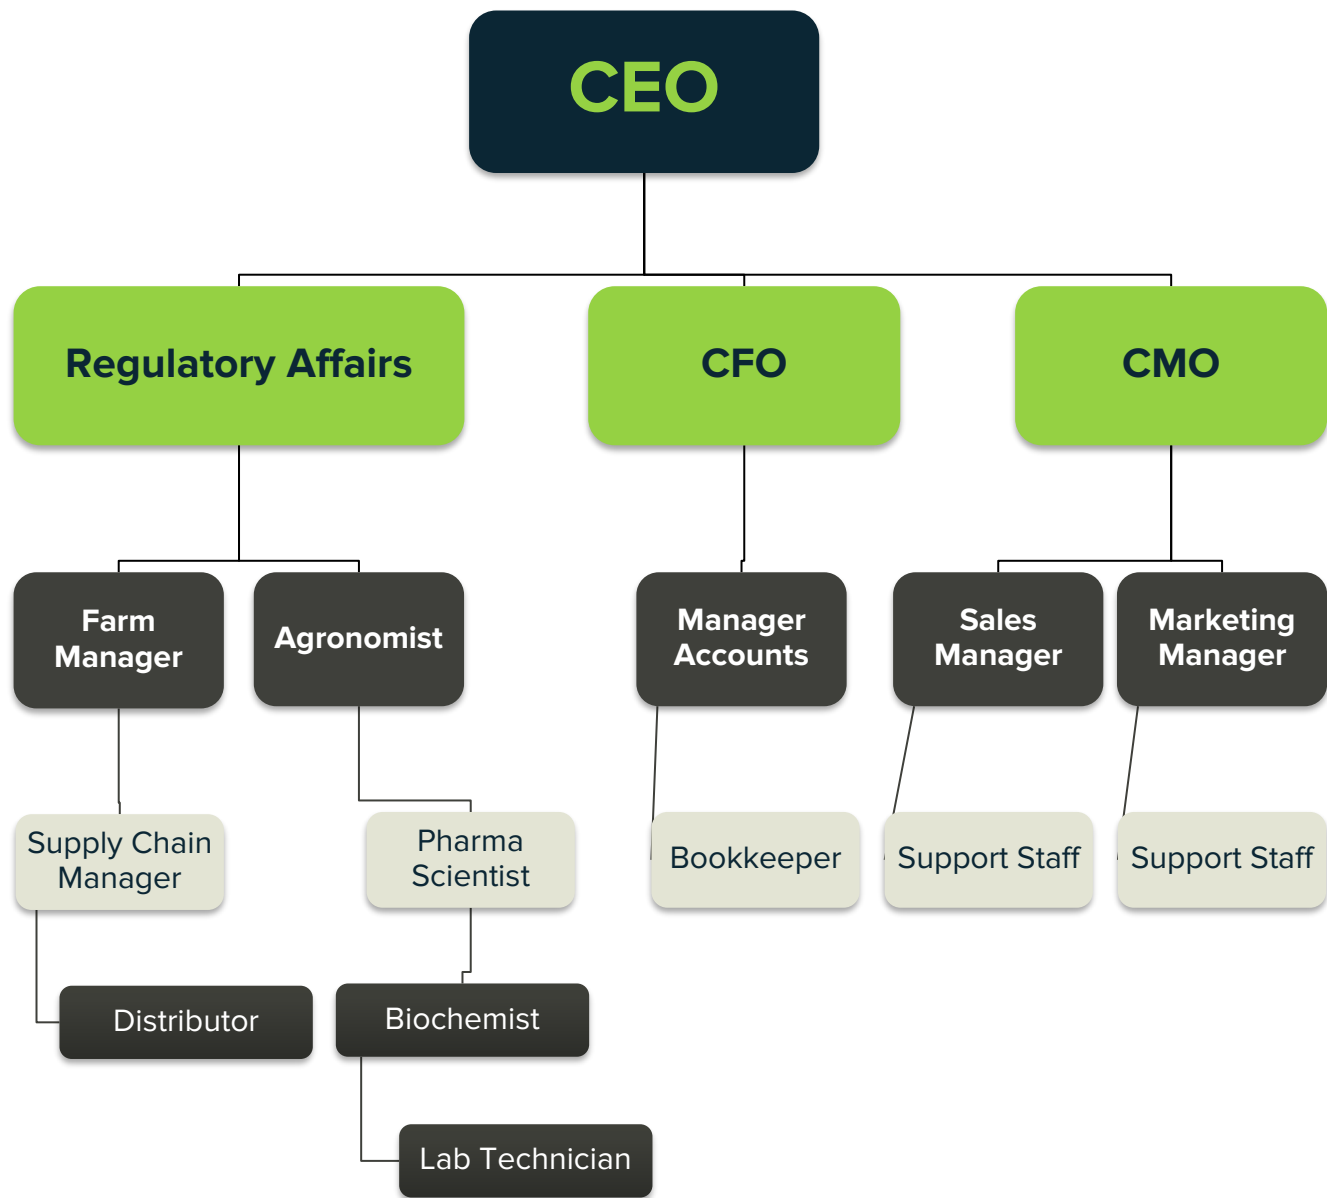 CEO
Regulatory Affairs
CFO
CMO
Farm
Manager
Agronomist
Manager
Accounts
Sales
Manager
Marketing
Manager
Supply Chain
Manager
Pharma
Scientist
Bookkeeper
Support Staff
Support Staff
Distributor
Biochemist
Lab Technician